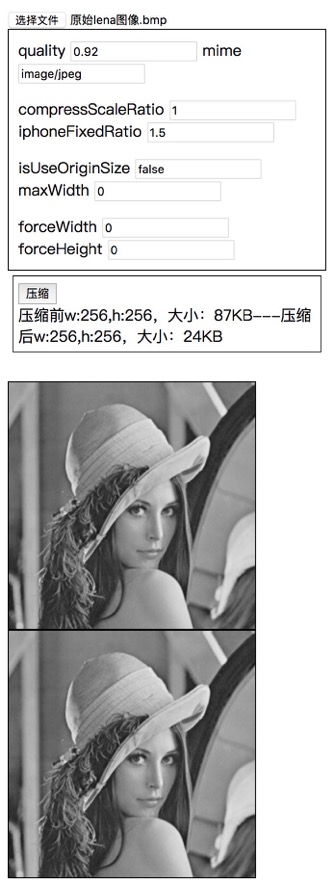 选择文件 原始lena图像.bmp
quality 0.92 mime
image/jpeg
compressScaleRatio 1
iphoneFixedRatio 1.5
isUseOriginSize false
maxWidth 0
forceWidth 0
forceHeight 0
压缩
压缩前w:256,h:256，大小：87KB---压缩
后w:256,h:256，大小：24KB